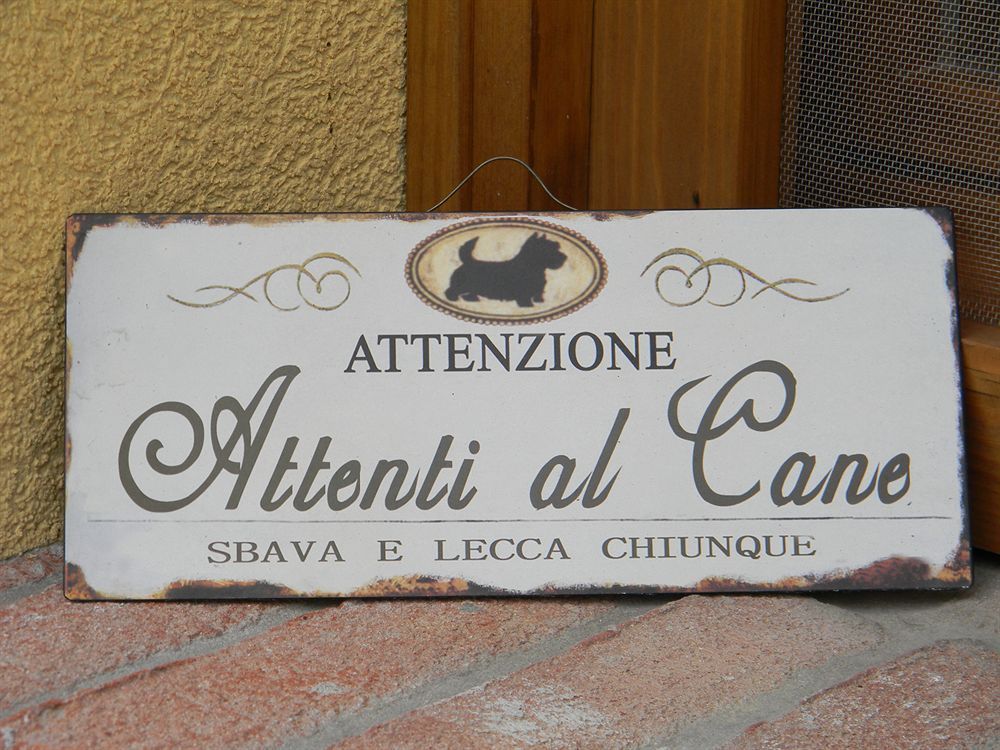 ATTENZIONE
Attenti al Cane
SBAVA E LECCA CHIUNQUE